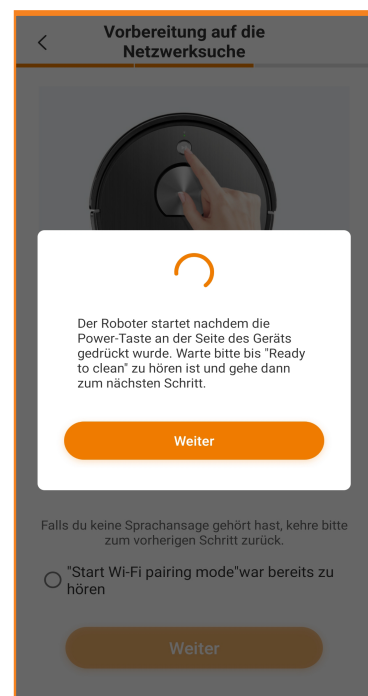 Vorbereitung auf die
Netzwerksuche
Der Roboter startet nachdem die
Power-Taste an der Seite des Geräts
gedrückt wurde. Warte bitte bis "Ready
to clean" zu hören ist und gehe dann
zum nächsten Schritt.
Weiter
Falls du keine Sprachansage gehört hast, kehre bitte
zum vorherigen Schritt zurück.
"Start Wi-Fi pairing mode"war bereits zu
hören
Weiter